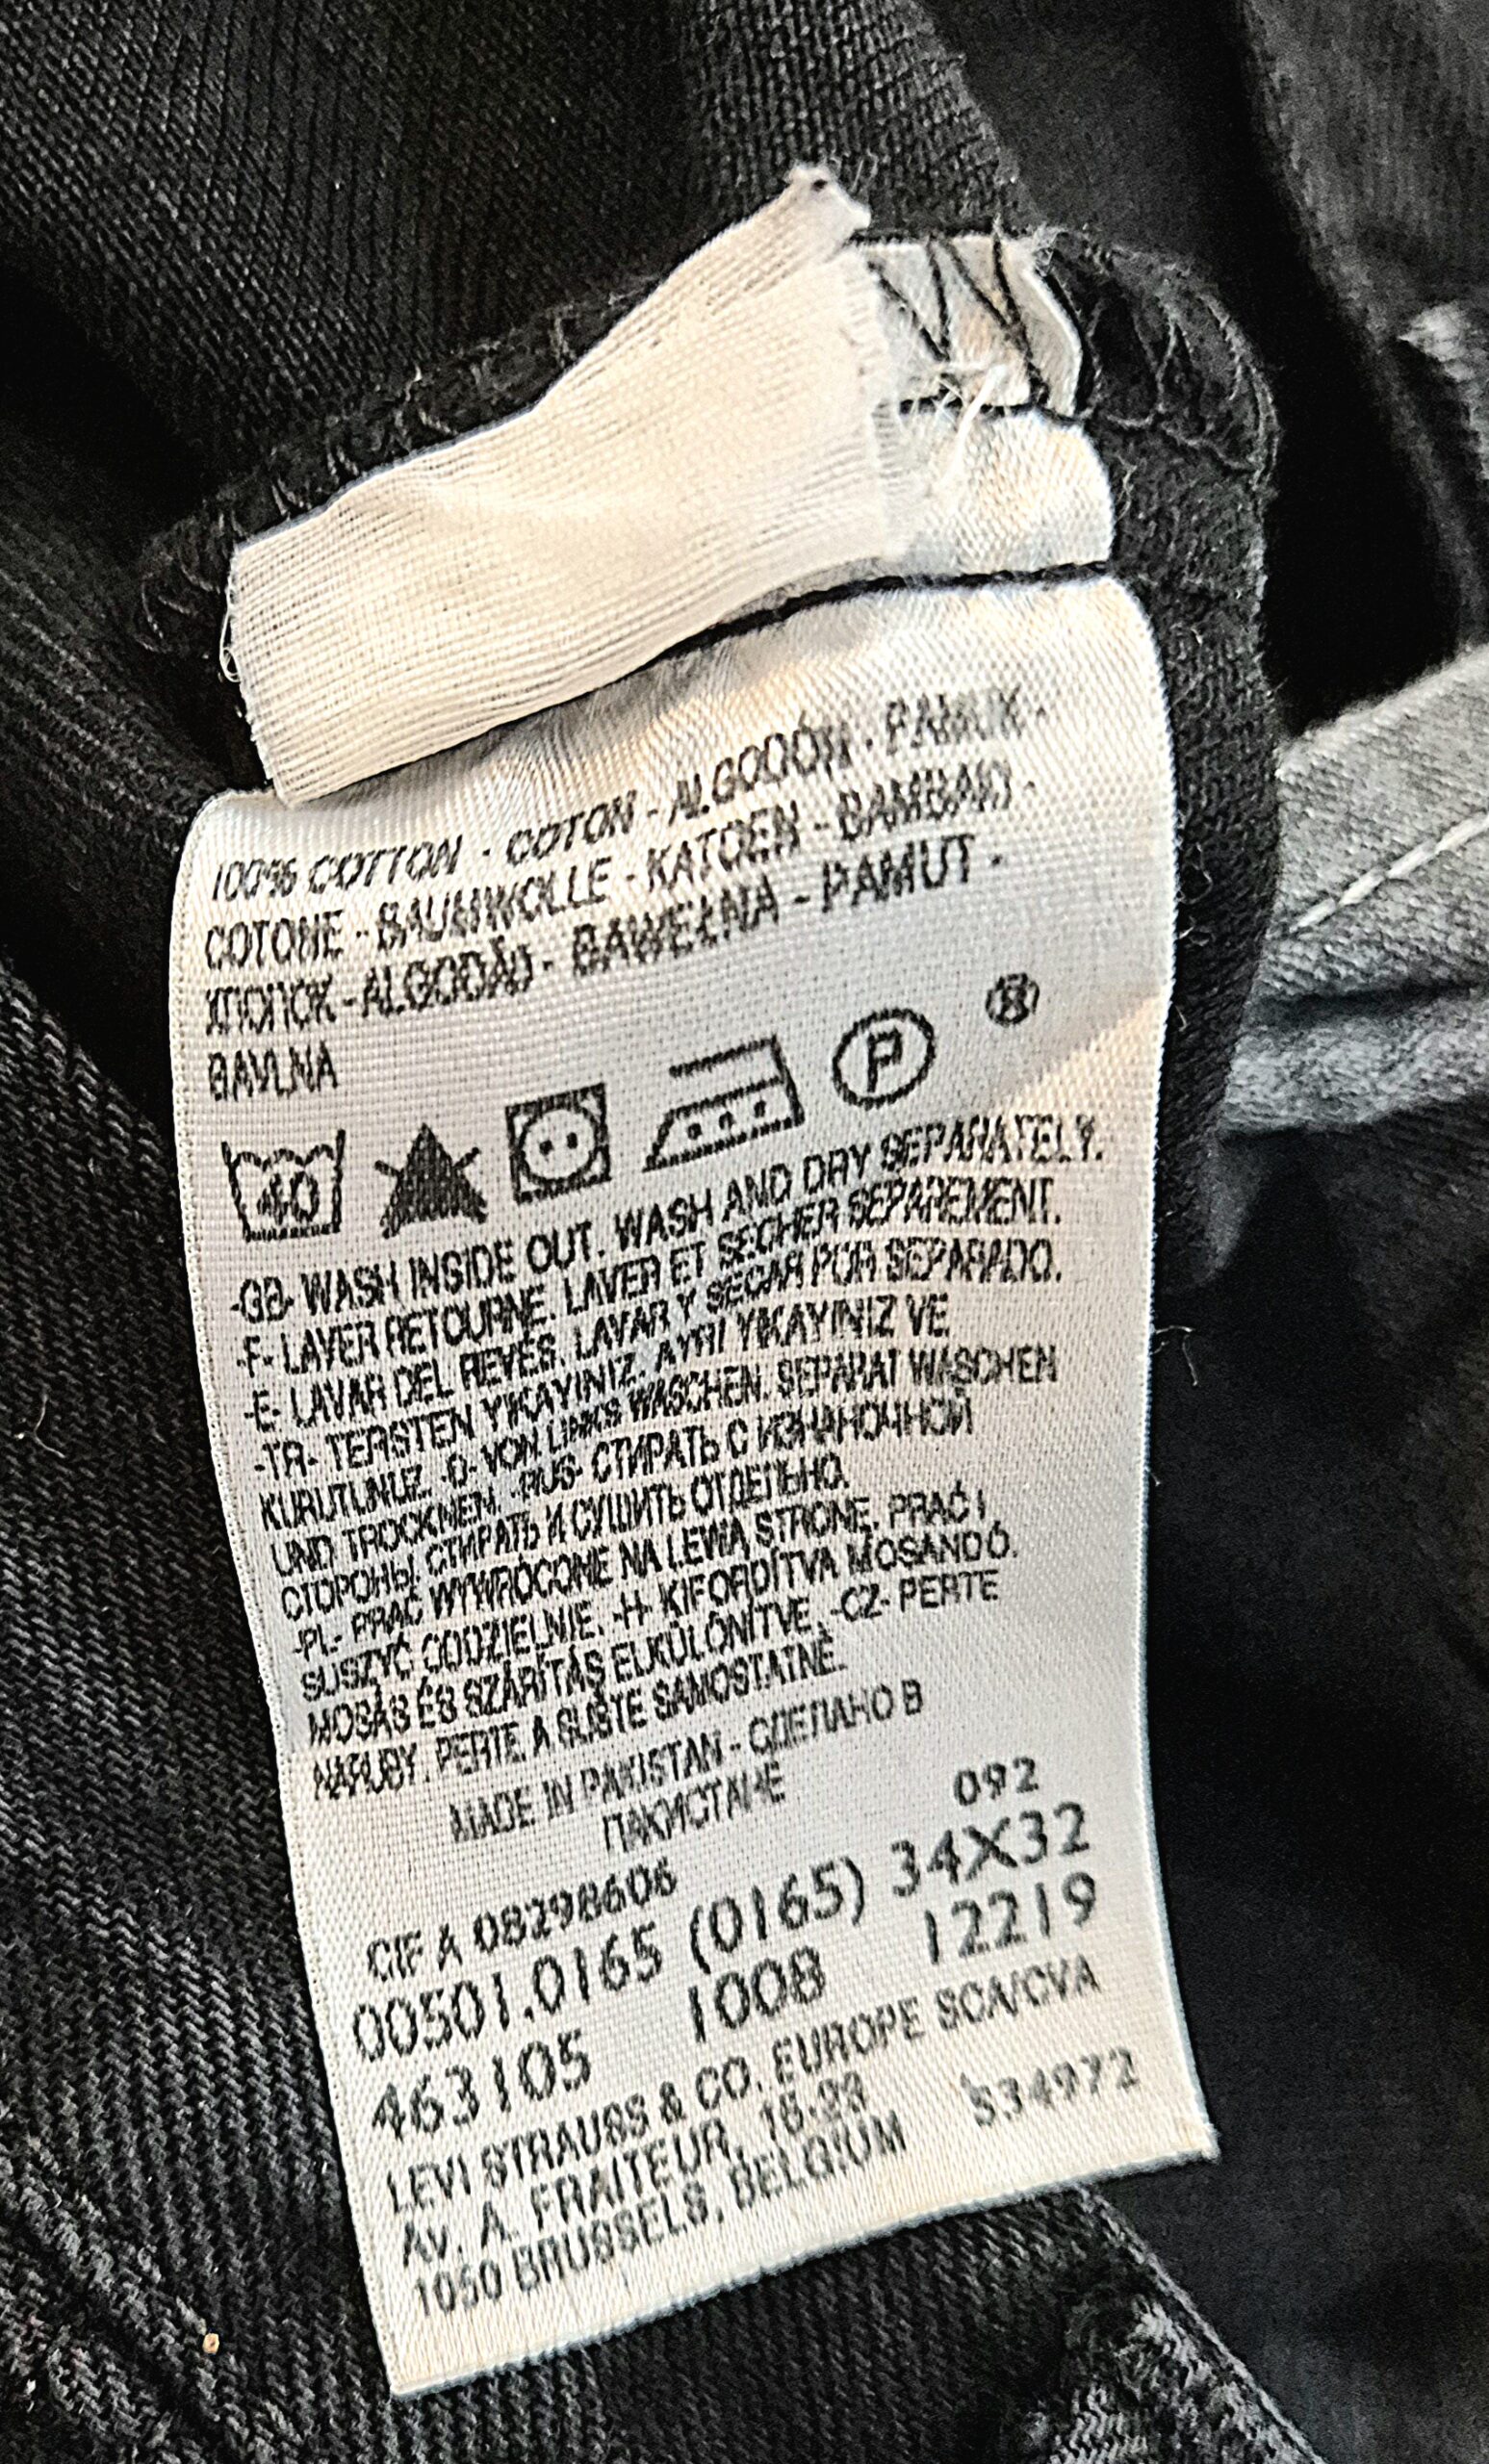 100% COTTON - COTON - ALGODÓN - PAMUK -
COTONE - BAUMWOLLE - KATOEN - ΒΑΜΒΑΚΙ -
ХЛОПОК - ALGODÃO - BAWEŁNA - PAMUT -
BAVLNA
40 P ®
-GB- WASH INSIDE OUT. WASH AND DRY SEPARATELY.
-F- LAVER RETOURNE. LAVER ET SECHER SEPAREMENT.
-E- LAVAR DEL REVÉS. LAVAR Y SECAR POR SEPARADO.
-TR- TERSTEN YIKAYINIZ. AYRI YIKAYINIZ VE
KURUTUNUZ. -D- VON LINKS WASCHEN. SEPARAT WASCHEN
UND TROCKNEN. -RUS- СТИРАТЬ С ИЗНАНОЧНОЙ
СТОРОНЫ. СТИРАТЬ И СУШИТЬ ОТДЕЛЬНО.
-PL- PRAĆ WYWRÓCONE NA LEWĄ STRONĘ. PRAĆ I
SUSZYĆ ODDZIELNIE. -H- KIFORDÍTVA MOSANDÓ.
MOSÁS ÉS SZÁRÍTÁS ELKÜLÖNÍTVE. -CZ- PERTE
NARUBY. PERTE A SUŠTE SAMOSTATNĚ.
MADE IN PAKISTAN - СДЕЛАНО В
ПАКИСТАНЕ
092
CIF A 08298606
00501.0165 (0165) 34X32
463105 1008 12219
LEVI STRAUSS & CO. EUROPE SCA/CVA
Av. A. FRAITEUR, 15-23
1050 BRUSSELS, BELGIUM S34972